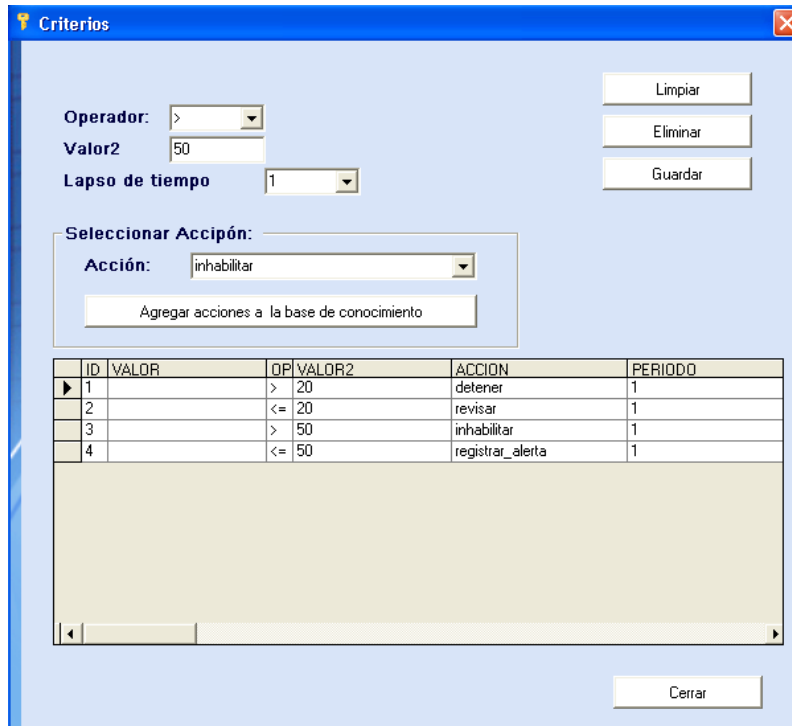 Criterios
Limpiar
Operador: >
Eliminar
Valor2 50
Guardar
Lapso de tiempo 1
Seleccionar Accipón:
Acción: inhabilitar
Agregar acciones a la base de conocimiento
ID VALOR OP VALOR2 ACCION PERIODO
1 > 20 detener 1
2 <= 20 revisar 1
3 > 50 inhabilitar 1
4 <= 50 registrar_alerta 1
Cerrar